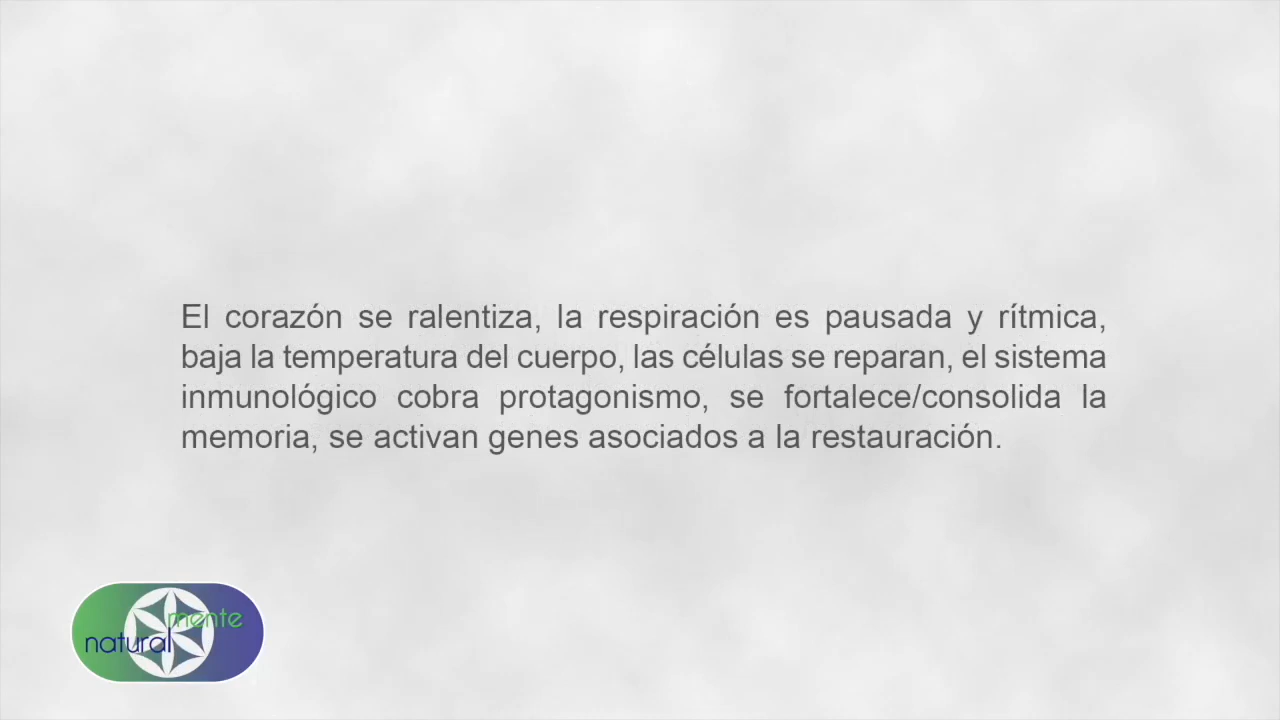 El corazón se ralentiza, la respiración es pausada y rítmica,
baja la temperatura del cuerpo, las células se reparan, el sistema
inmunológico cobra protagonismo, se fortalece/consolida la
memoria, se activan genes asociados a la restauración.
mente
natural